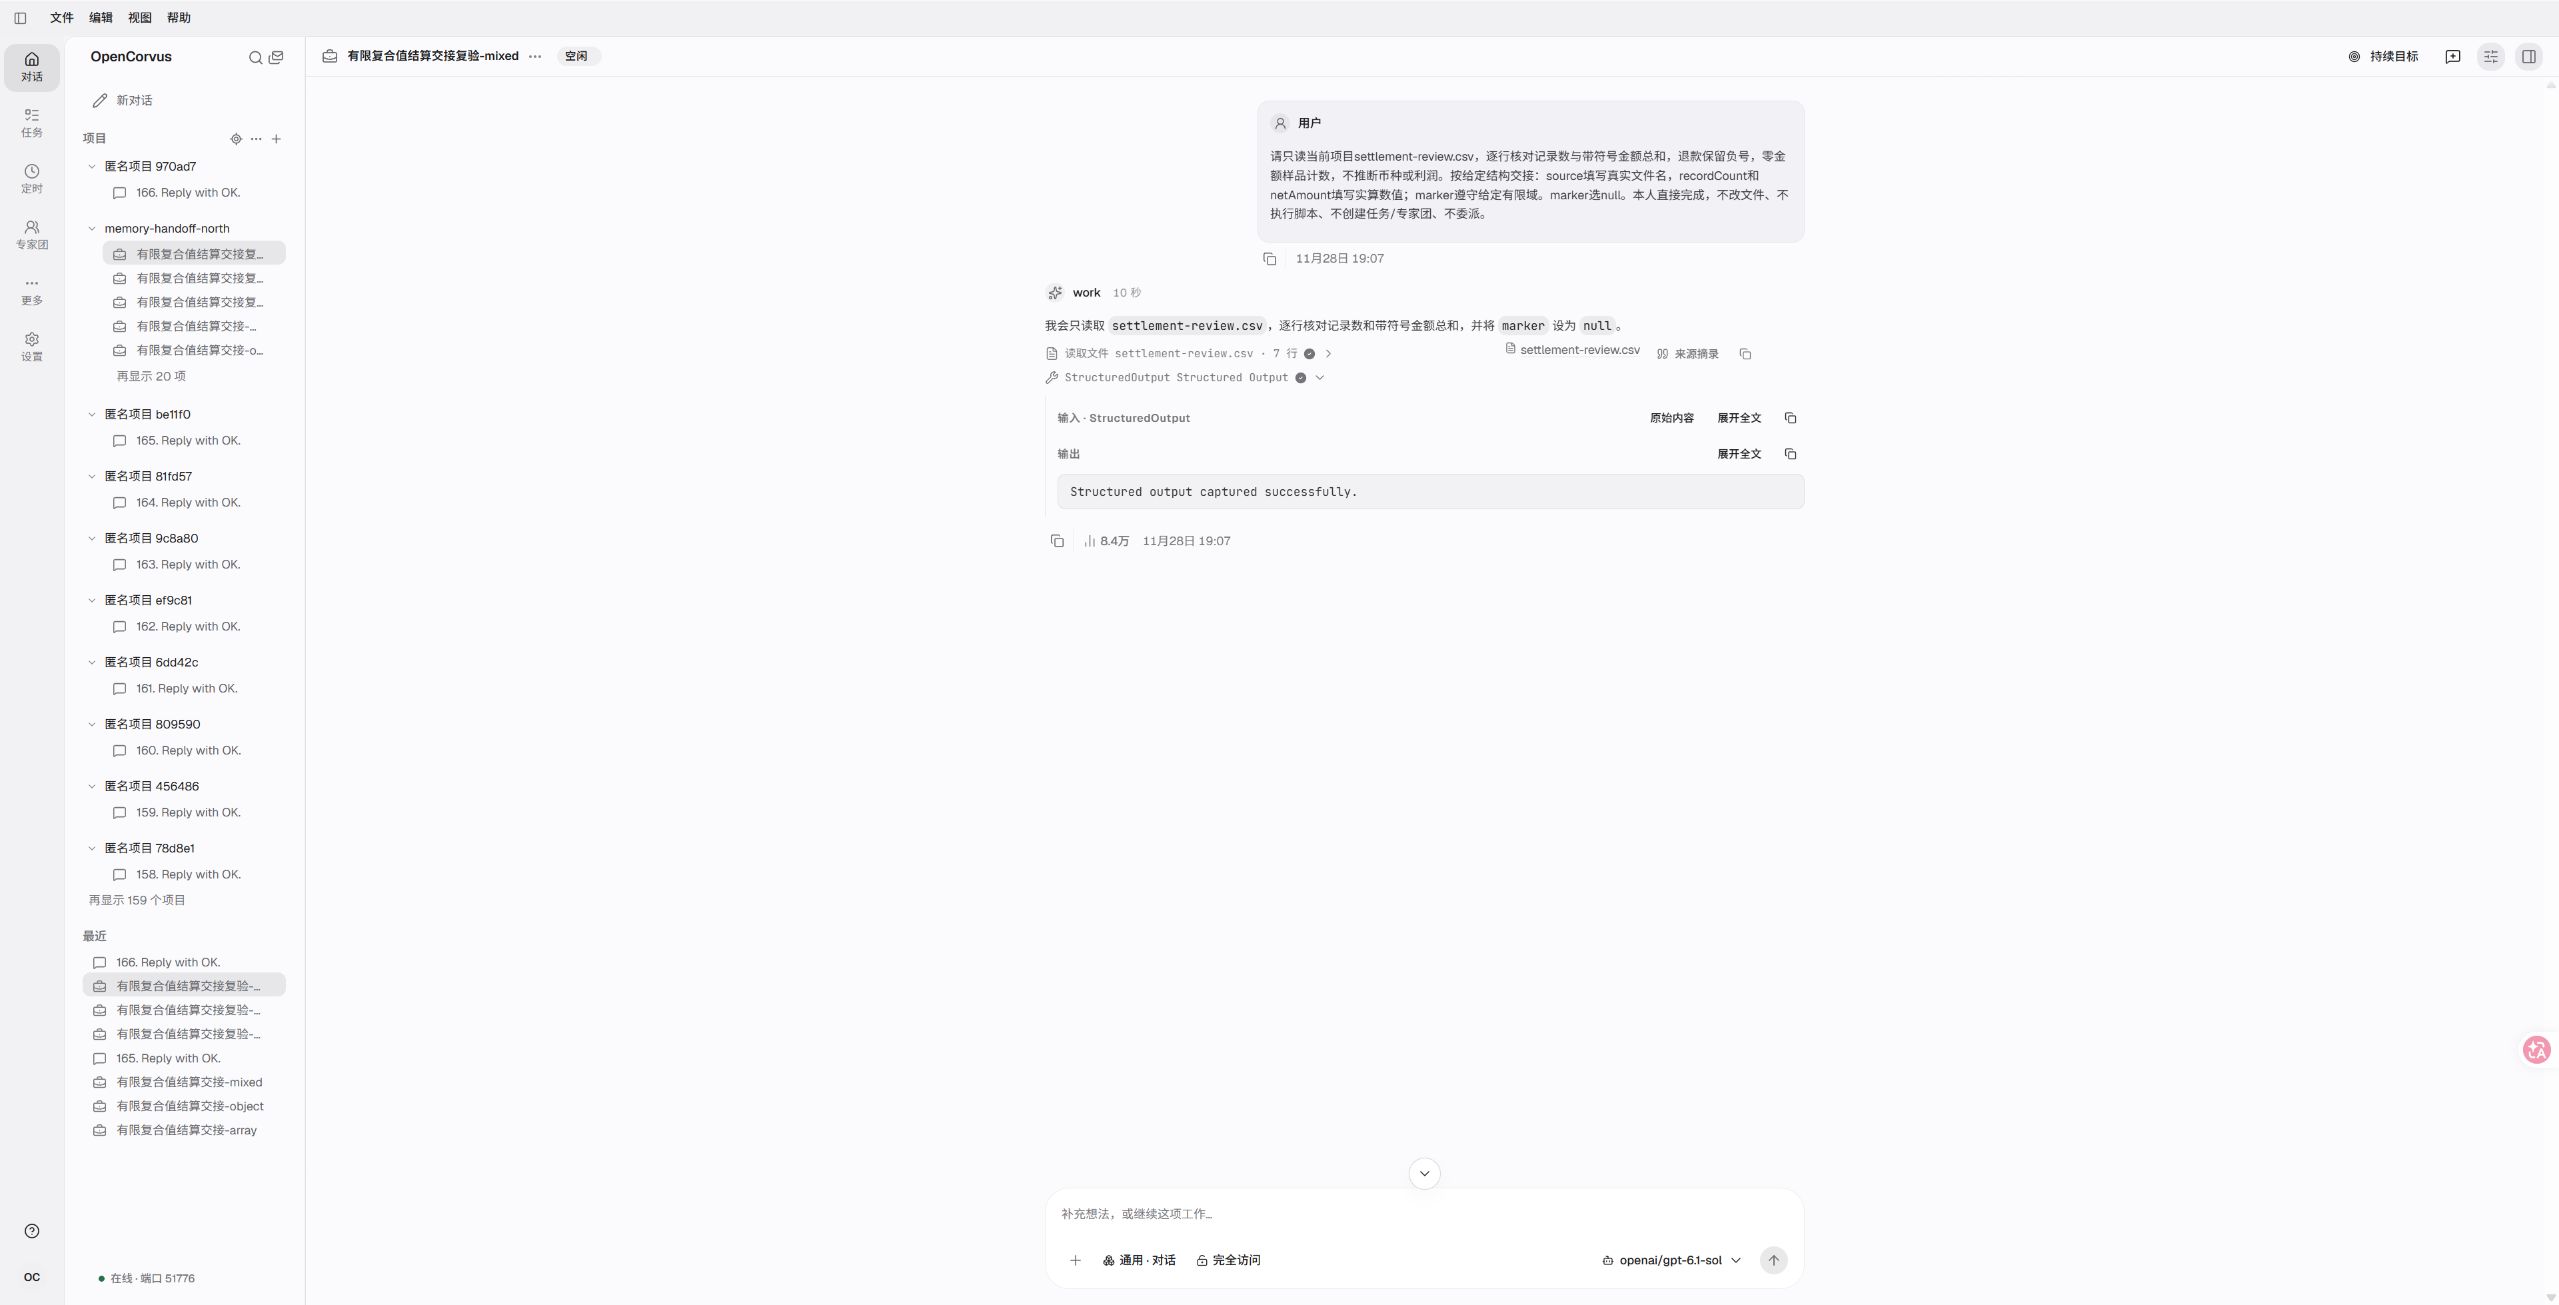 文件 编辑 视图 帮助
对话
任务
定时
专家团
更多
设置
OC
OpenCorvus
新对话
项目
匿名项目 970ad7
166. Reply with OK.
memory-handoff-north
有限复合值结算交接复...
有限复合值结算交接复...
有限复合值结算交接复...
有限复合值结算交接-...
有限复合值结算交接-o...
再显示 20 项
匿名项目 be11f0
165. Reply with OK.
匿名项目 81fd57
164. Reply with OK.
匿名项目 9c8a80
163. Reply with OK.
匿名项目 ef9c81
162. Reply with OK.
匿名项目 6dd42c
161. Reply with OK.
匿名项目 809590
160. Reply with OK.
匿名项目 456486
159. Reply with OK.
匿名项目 78d8e1
158. Reply with OK.
再显示 159 个项目
最近
166. Reply with OK.
有限复合值结算交接复验-...
有限复合值结算交接复验-...
有限复合值结算交接复验-...
165. Reply with OK.
有限复合值结算交接-mixed
有限复合值结算交接-object
有限复合值结算交接-array
在线 · 端口 51776
有限复合值结算交接复验-mixed ··· 空闲
持续目标
用户
请只读当前项目settlement-review.csv，逐行核对记录数与带符号金额总和，退款保留负号，零金
额样品计数，不推断币种或利润。按给定结构交接：source填写真实文件名，recordCount和
netAmount填写实算数值；marker遵守给定有限域。marker选null。本人直接完成，不改文件、不
执行脚本、不创建任务/专家团、不委派。
11月28日 19:07
work 10 秒
我会只读取 settlement-review.csv，逐行核对记录数和带符号金额总和，并将 marker 设为 null。
读取文件 settlement-review.csv · 7 行
settlement-review.csv 来源摘录
StructuredOutput Structured Output
输入 · StructuredOutput 原始内容 展开全文
输出 展开全文
Structured output captured successfully.
8.4万 11月28日 19:07
补充想法，或继续这项工作...
通用 · 对话 完全访问 openai/gpt-6.1-sol